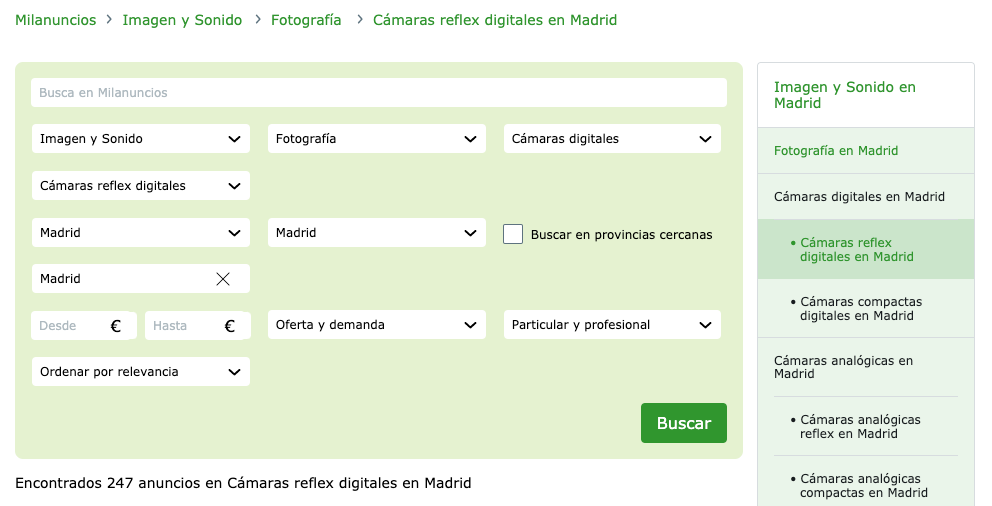 Milanuncios > Imagen y Sonido > Fotografía > Cámaras reflex digitales en Madrid
Busca en Milanuncios
Imagen y Sonido
Fotografía
Cámaras digitales
Cámaras reflex digitales
Madrid
Madrid
Buscar en provincias cercanas
Madrid
Desde €
Hasta €
Oferta y demanda
Particular y profesional
Ordenar por relevancia
Buscar
Encontrados 247 anuncios en Cámaras reflex digitales en Madrid
Imagen y Sonido en
Madrid
Fotografía en Madrid
Cámaras digitales en Madrid
• Cámaras reflex
digitales en Madrid
• Cámaras compactas
digitales en Madrid
Cámaras analógicas en
Madrid
• Cámaras analógicas
reflex en Madrid
• Cámaras analógicas
compactas en Madrid